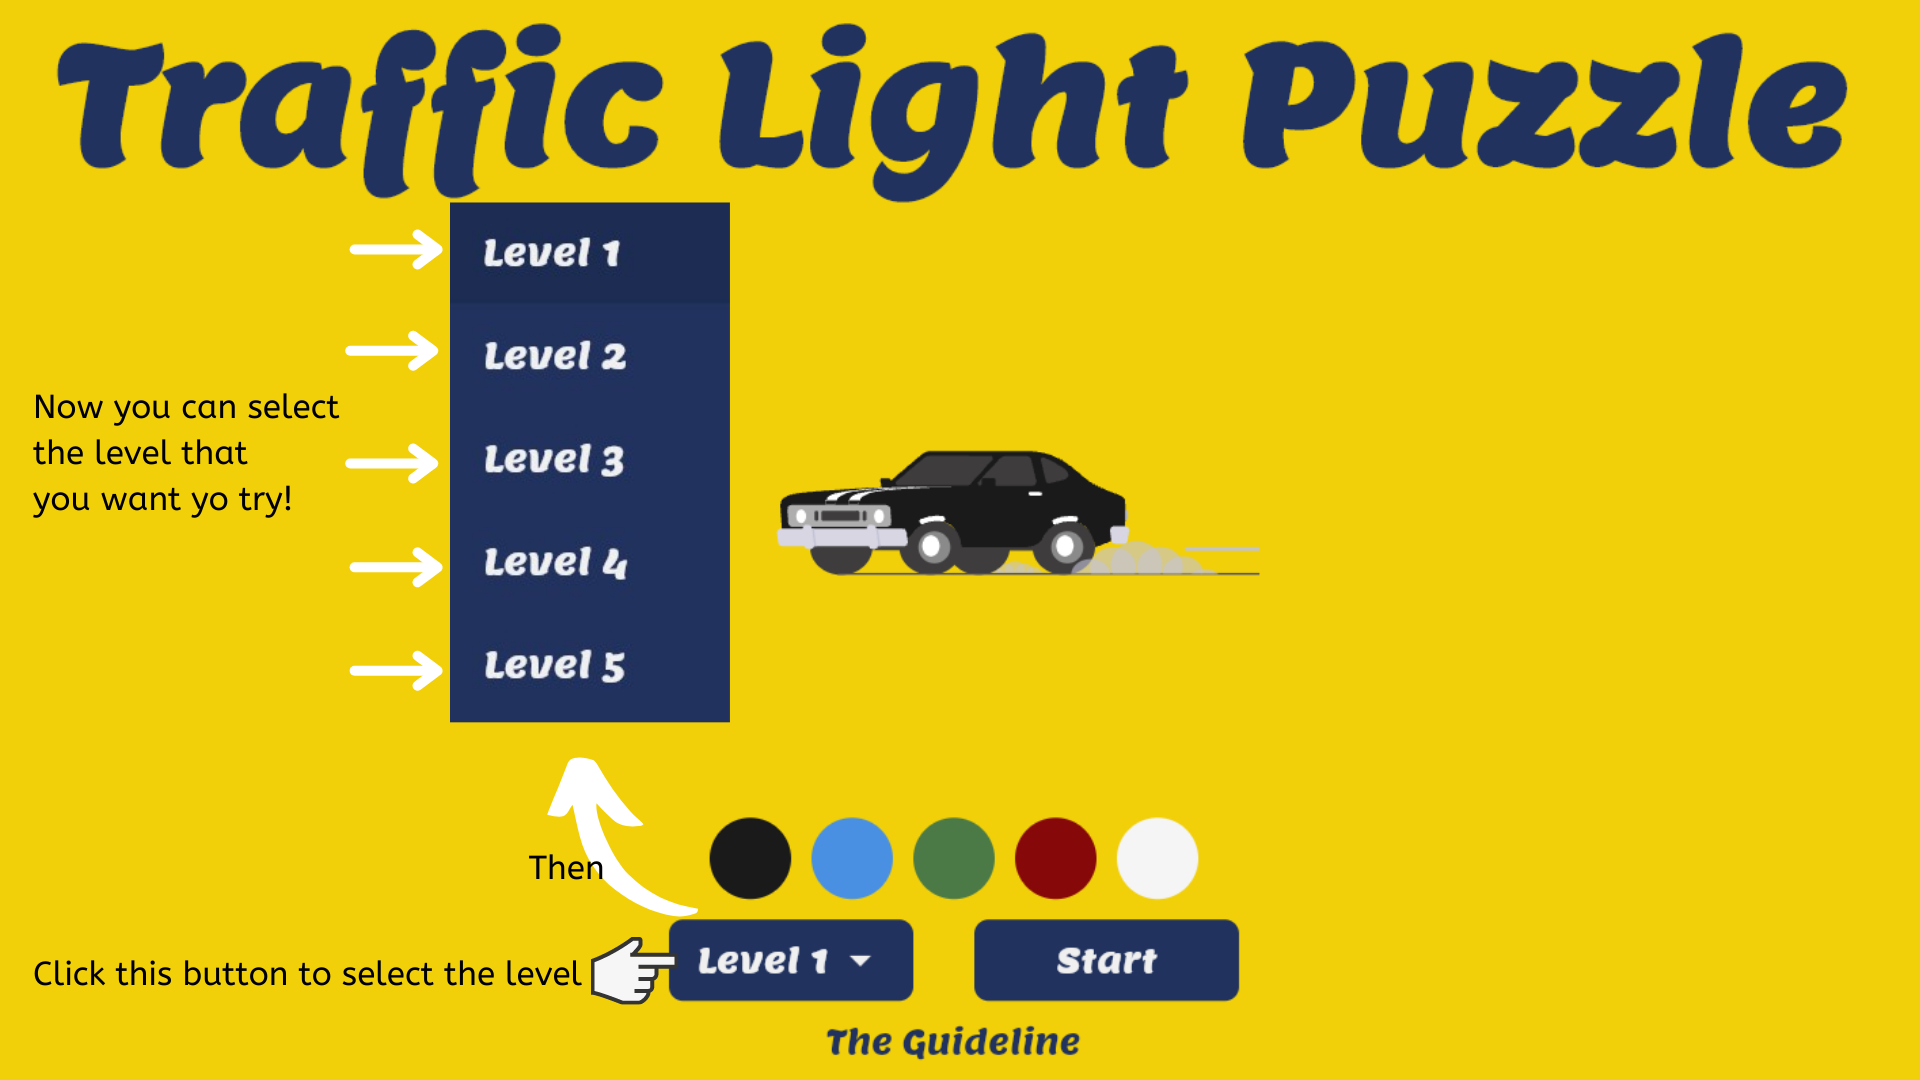 Traffic Light Puzzle
Level 1
Level 2
Level 3
Level 4
Level 5
Now you can select
the level that
you want yo try!
Then
Click this button to select the level
Level 1
Start
The Guideline